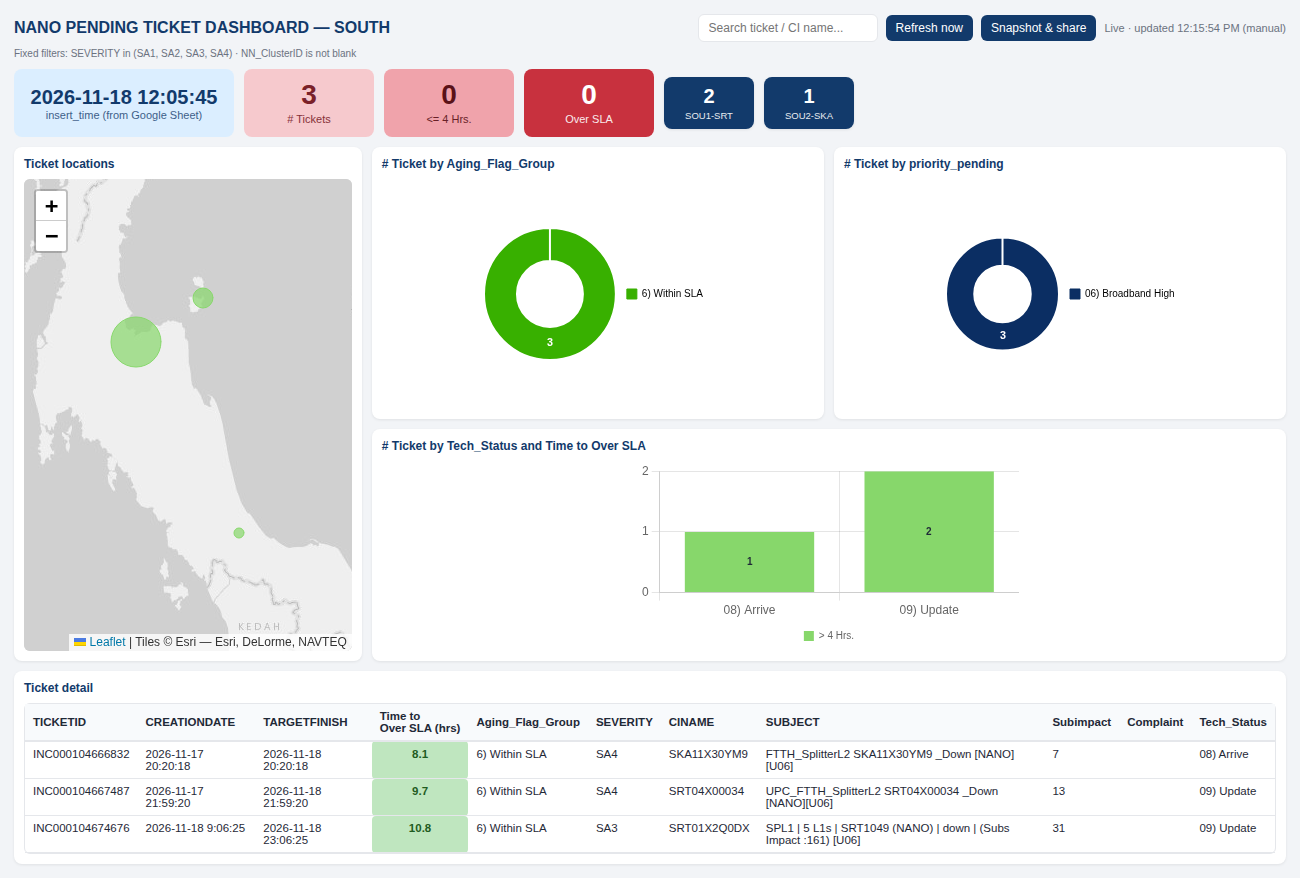 NANO PENDING TICKET DASHBOARD — SOUTH
Search ticket / CI name...
Refresh now
Snapshot & share
Live · updated 12:15:54 PM (manual)
Fixed filters: SEVERITY in (SA1, SA2, SA3, SA4) · NN_ClusterID is not blank
2026-11-18 12:05:45
insert_time (from Google Sheet)
3
# Tickets
0
<= 4 Hrs.
0
Over SLA
2
SOU1-SRT
1
SOU2-SKA
Ticket locations
+
−
KEDAH
Leaflet | Tiles © Esri — Esri, DeLorme, NAVTEQ
# Ticket by Aging_Flag_Group
3
6) Within SLA
# Ticket by priority_pending
3
06) Broadband High
# Ticket by Tech_Status and Time to Over SLA
2
1
0
1
2
08) Arrive
09) Update
> 4 Hrs.
Ticket detail
TICKETID CREATIONDATE TARGETFINISH Time to Over SLA (hrs) Aging_Flag_Group SEVERITY CINAME SUBJECT Subimpact Complaint Tech_Status
INC000104666832 2026-11-17 20:20:18 2026-11-18 20:20:18 8.1 6) Within SLA SA4 SKA11X30YM9 FTTH_SplitterL2 SKA11X30YM9 _Down [NANO] [U06] 7 08) Arrive
INC000104667487 2026-11-17 21:59:20 2026-11-18 21:59:20 9.7 6) Within SLA SA4 SRT04X00034 UPC_FTTH_SplitterL2 SRT04X00034 _Down [NANO][U06] 13 09) Update
INC000104674676 2026-11-18 9:06:25 2026-11-18 23:06:25 10.8 6) Within SLA SA3 SRT01X2Q0DX SPL1 | 5 L1s | SRT1049 (NANO) | down | (Subs Impact :161) [U06] 31 09) Update